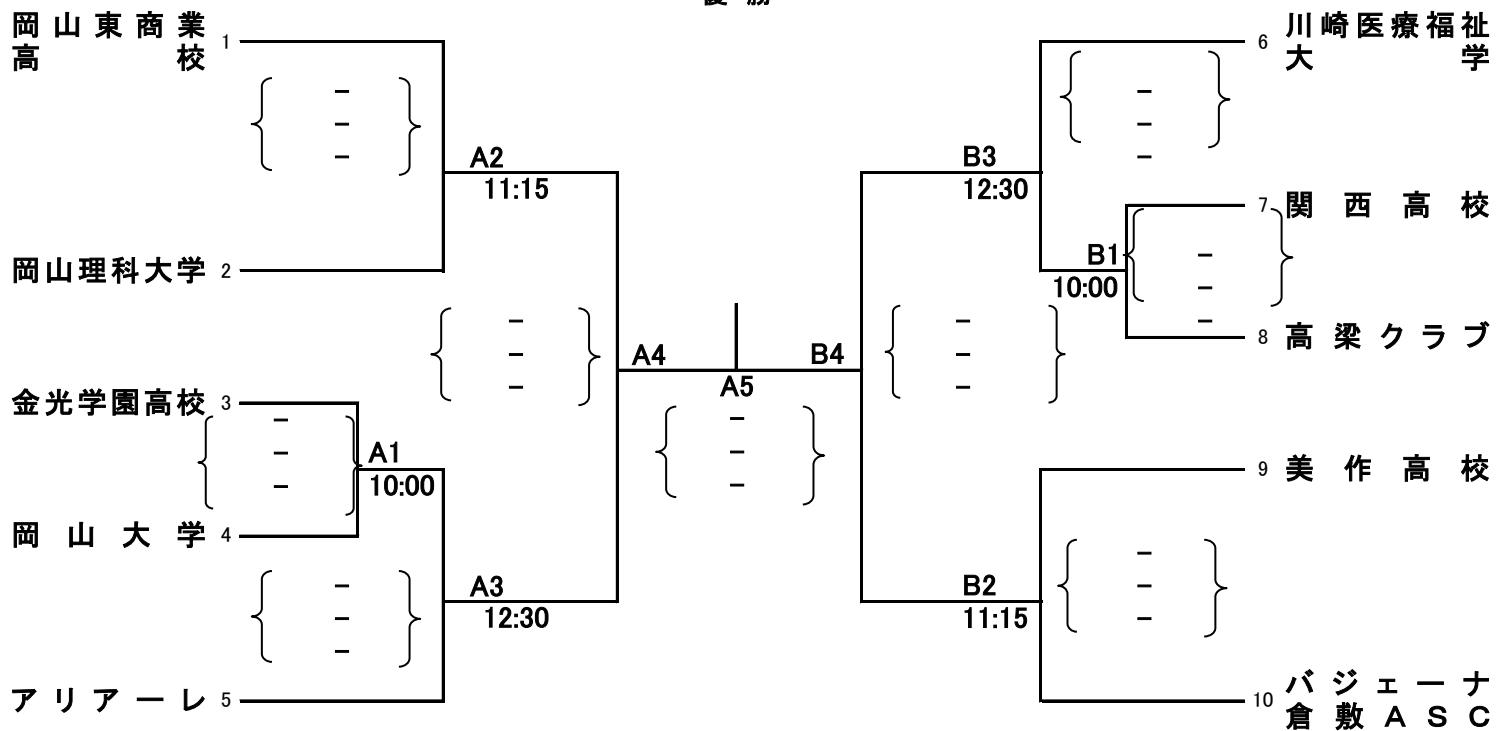 優 勝
岡山東商業
高校
1
6
川崎医療福祉
大学
A2
11:15
B3
12:30
7
関西高校
岡山理科大学
2
B1
10:00
8
高梁クラブ
A4
B4
A5
金光学園高校
3
A1
10:00
9
美作高校
岡山大学
4
A3
12:30
B2
11:15
アリアーレ
5
10
バジェーナ
倉敷ASC